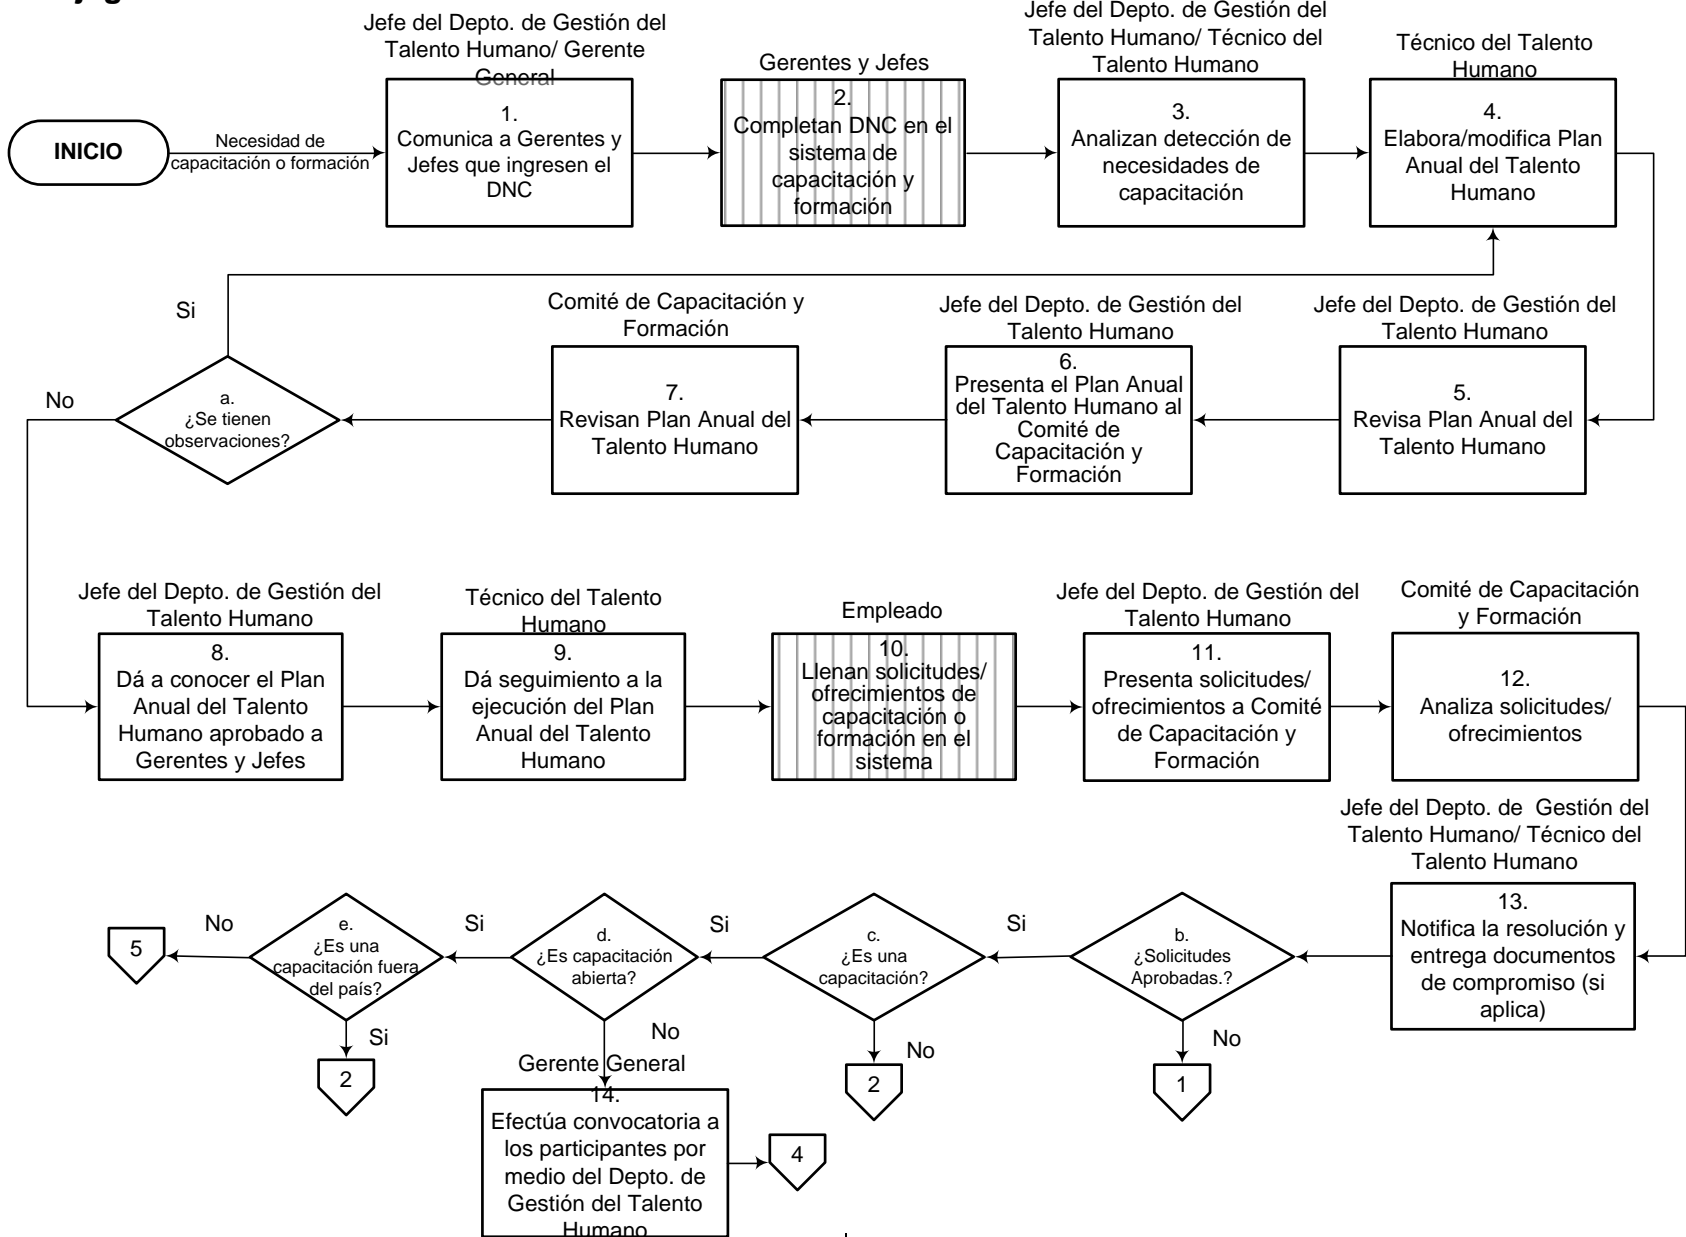 Jefe del Depto. de Gestión del
Talento Humano/ Gerente
General
Gerentes y Jefes
Jefe del Depto. de Gestión del
Talento Humano/ Técnico del
Talento Humano
Técnico del Talento
Humano
INICIO
Necesidad de
capacitación o formación
1.
Comunica a Gerentes y
Jefes que ingresen el
DNC
2.
Completan DNC en el
sistema de
capacitación y
formación
3.
Analizan detección de
necesidades de
capacitación
4.
Elabora/modifica Plan
Anual del Talento
Humano
Si
No
a.
¿Se tienen
observaciones?
Comité de Capacitación y
Formación
7.
Revisan Plan Anual del
Talento Humano
Jefe del Depto. de Gestión del
Talento Humano
6.
Presenta el Plan Anual
del Talento Humano al
Comité de
Capacitación y
Formación
Jefe del Depto. de Gestión del
Talento Humano
5.
Revisa Plan Anual del
Talento Humano
Jefe del Depto. de Gestión del
Talento Humano
8.
Dá a conocer el Plan
Anual del Talento
Humano aprobado a
Gerentes y Jefes
Técnico del Talento
Humano
9.
Dá seguimiento a la
ejecución del Plan
Anual del Talento
Humano
Empleado
10.
Llenan solicitudes/
ofrecimientos de
capacitación o
formación en el
sistema
Jefe del Depto. de Gestión del
Talento Humano
11.
Presenta solicitudes/
ofrecimientos a Comité
de Capacitación y
Formación
Comité de Capacitación
y Formación
12.
Analiza solicitudes/
ofrecimientos
Jefe del Depto. de  Gestión del
Talento Humano/ Técnico del
Talento Humano
13.
Notifica la resolución y
entrega documentos
de compromiso (si
aplica)
5
No
e.
¿Es una
capacitación fuera
del país?
Si
d.
¿Es capacitación
abierta?
Si
c.
¿Es una
capacitación?
Si
b.
¿Solicitudes
Aprobadas.?
Si
2
No
Gerente General
14.
Efectúa convocatoria a
los participantes por
medio del Depto. de
Gestión del Talento
Humano
4
No
2
No
1